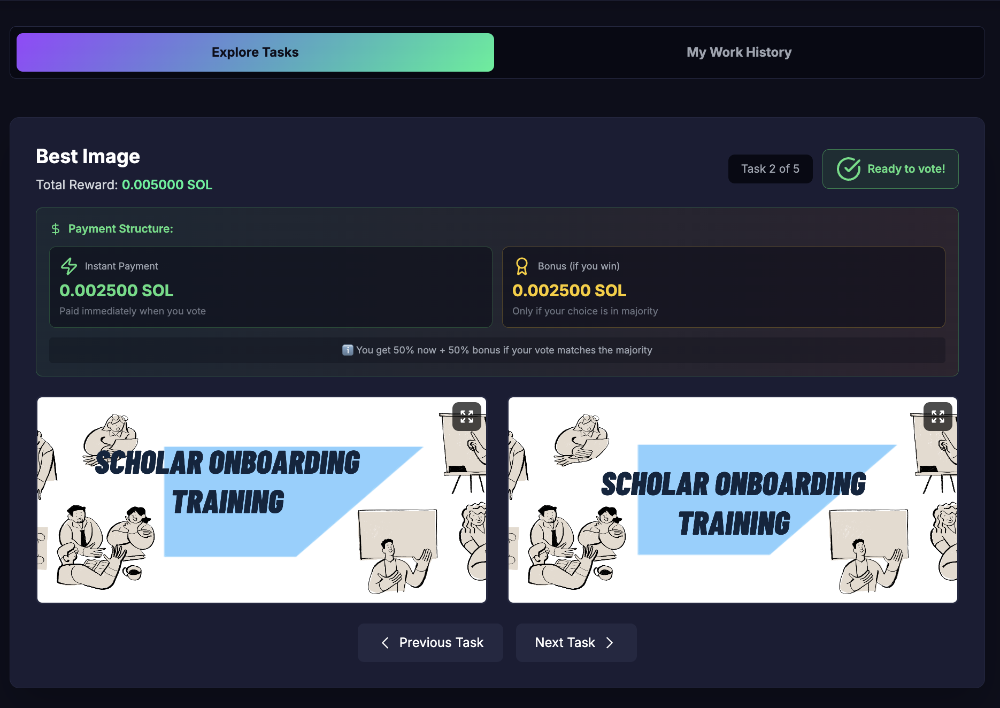 Explore Tasks
My Work History
Best Image
Total Reward: 0.005000 SOL
Task 2 of 5
Ready to vote!
$ Payment Structure:
Instant Payment
0.002500 SOL
Paid immediately when you vote
Bonus (if you win)
0.002500 SOL
Only if your choice is in majority
ℹ️ You get 50% now + 50% bonus if your vote matches the majority
SCHOLAR ONBOARDING
TRAINING
SCHOLAR ONBOARDING
TRAINING
Previous Task
Next Task